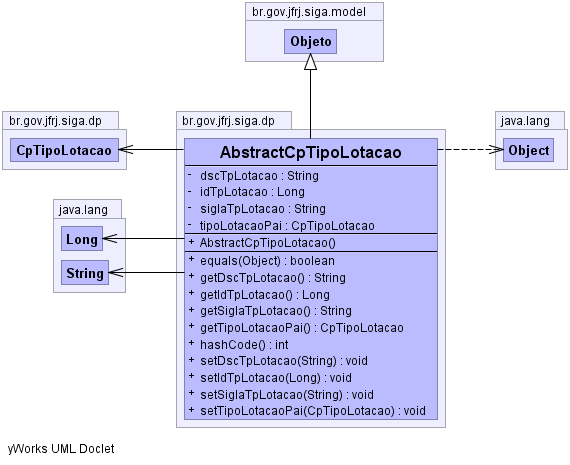 br.gov.jfrj.siga.model
Objeto
br.gov.jfrj.siga.dp
CpTipoLotacao
br.gov.jfrj.siga.dp
java.lang
Object
AbstractCpTipoLotacao
- dscTpLotacao : String
- idTpLotacao : Long
- siglaTpLotacao : String
- tipoLotacaoPai : CpTipoLotacao
+ AbstractCpTipoLotacao()
+ equals(Object) : boolean
+ getDscTpLotacao() : String
+ getIdTpLotacao() : Long
+ getSiglaTpLotacao() : String
+ getTipoLotacaoPai() : CpTipoLotacao
+ hashCode() : int
+ setDscTpLotacao(String) : void
+ setIdTpLotacao(Long) : void
+ setSiglaTpLotacao(String) : void
+ setTipoLotacaoPai(CpTipoLotacao) : void
java.lang
Long
String
yWorks UML Doclet